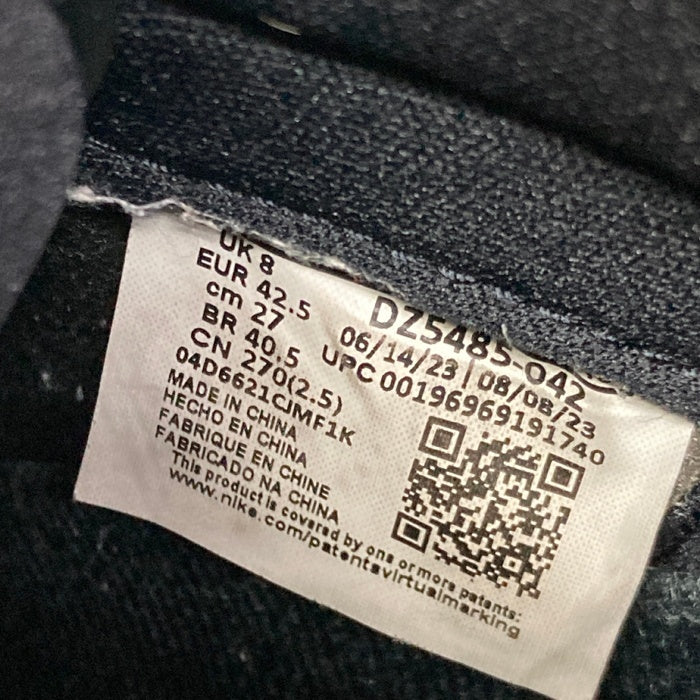 UK 8
EUR 42.5
cm 27
BR 40.5
CN 270(2.5)
DZ5485-042
06/14/23 | 08/08/23
UPC 00196969191740
04D6621CJMF1K
MADE IN CHINA
HECHO EN CHINA
FABRIQUE EN CHINE
FABRICADO NA CHINA
This product is covered by one or more patents:
www.nike.com/patentsvirtualmarking